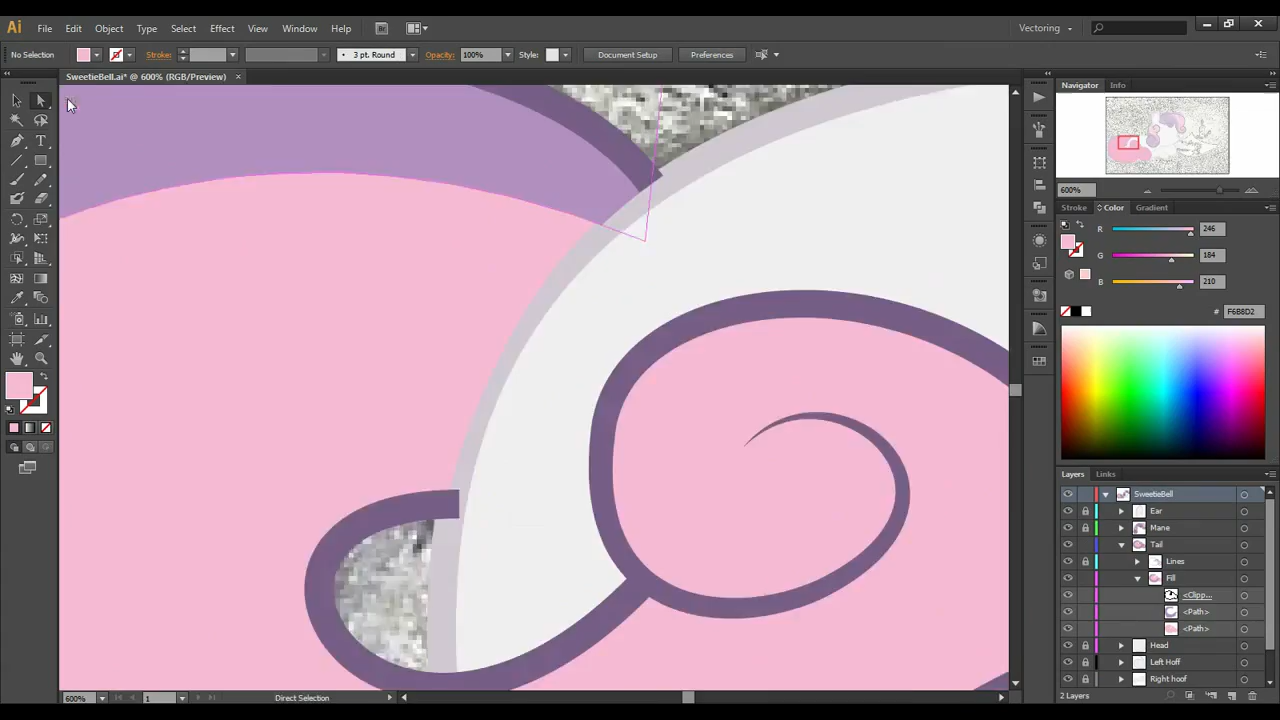 Ai File Edit Object Type Select Effect View Window Help Br Vectoring
No Selection Stroke: 3 pt. Round Opacity: 100% Style: Document Setup Preferences
SweetieBell.ai* @ 600% (RGB/Preview) ×
Navigator Info
600%
Stroke Color Gradient
R 246
G 184
B 210
# F6B8D2
Layers Links
SweetieBell
Ear
Mane
Tail
Lines
Fill
<Clipp...
<Path>
<Path>
Head
Left Hoff
Right hoof
2 Layers
600% 1 Direct Selection